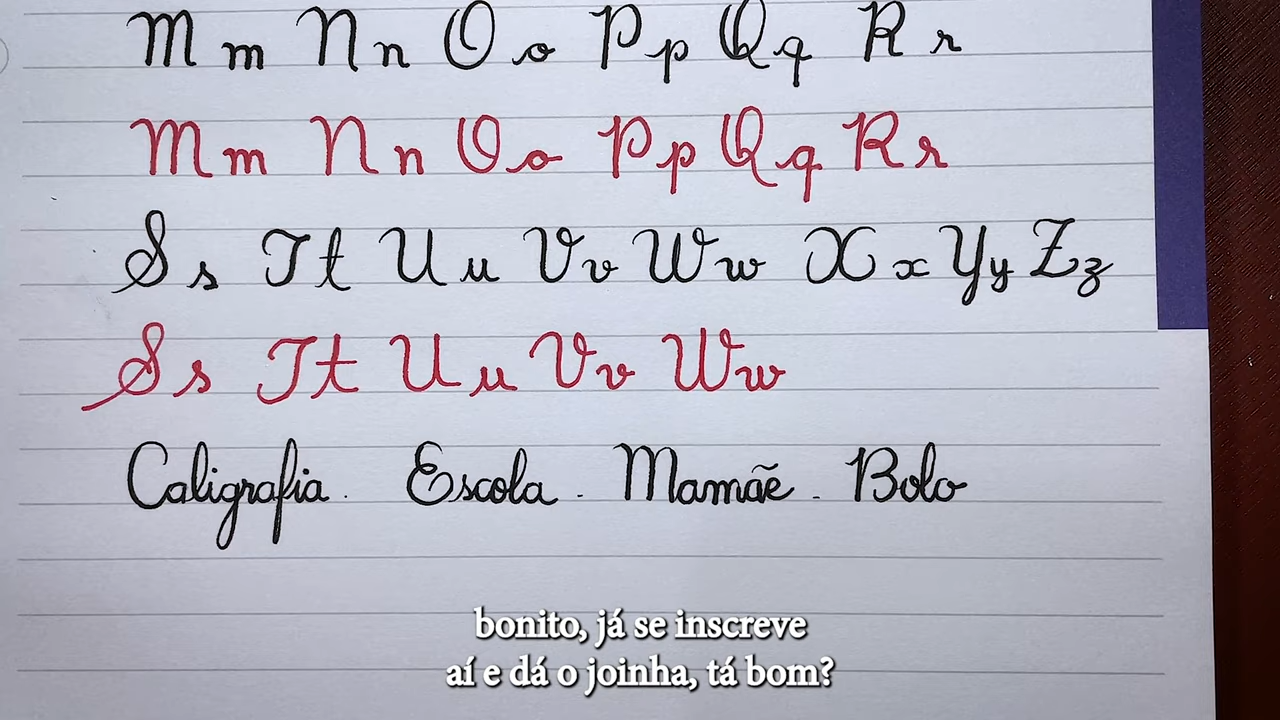 Mm Nn Oo Pp Qq Rr
Mm Nn Oo Pp Qq Rr
Ss Tt Uu Vv Ww Xx Yy Zz
Ss Tt Uu Vv Ww
Caligrafia. Escola. Mamãe. Bolo
bonito, já se inscreve
aí e dá o joinha, tá bom?